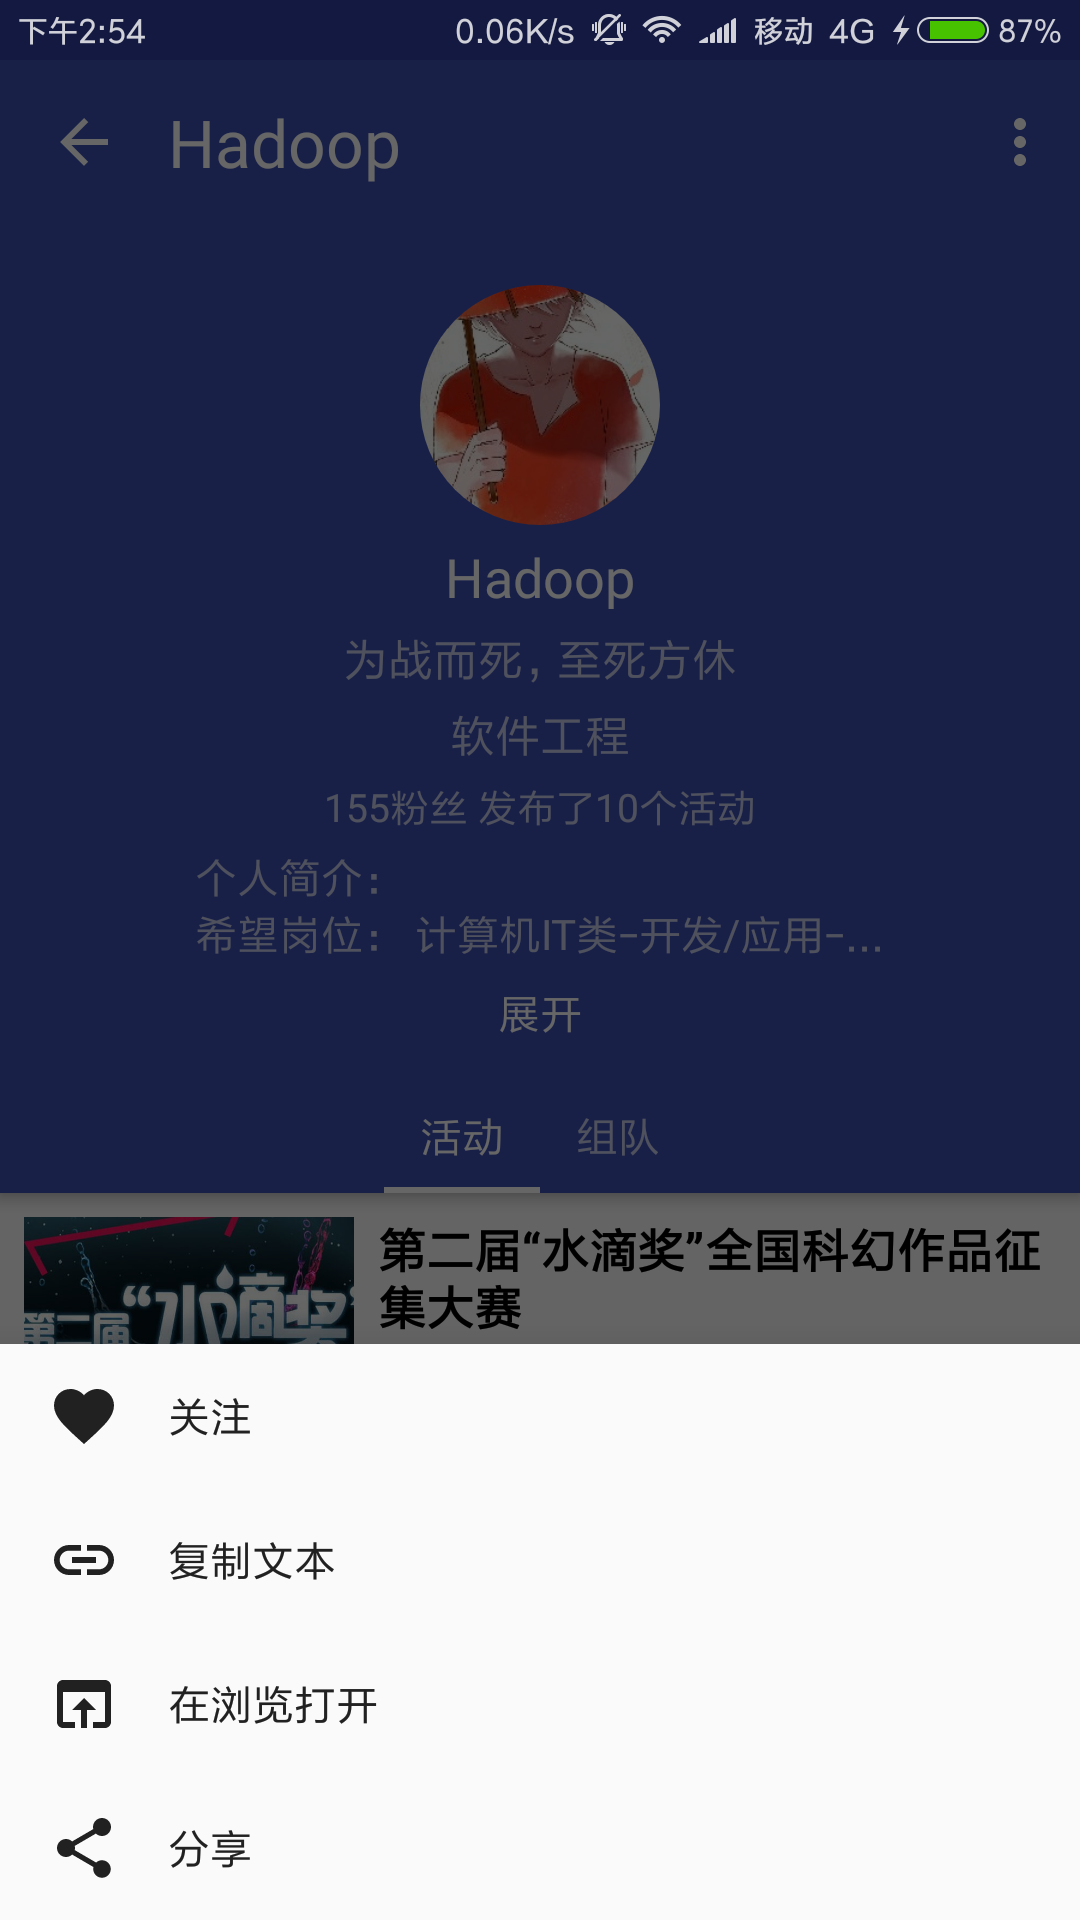 下午2:54 0.06K/s 移动 4G 87%
Hadoop
Hadoop
为战而死，至死方休
软件工程
155粉丝 发布了10个活动
个人简介：
希望岗位： 计算机IT类-开发/应用-...
展开
活动 组队
第二届“水滴奖”全国科幻作品征
集大赛
第二届“水滴奖”
关注
复制文本
在浏览打开
分享